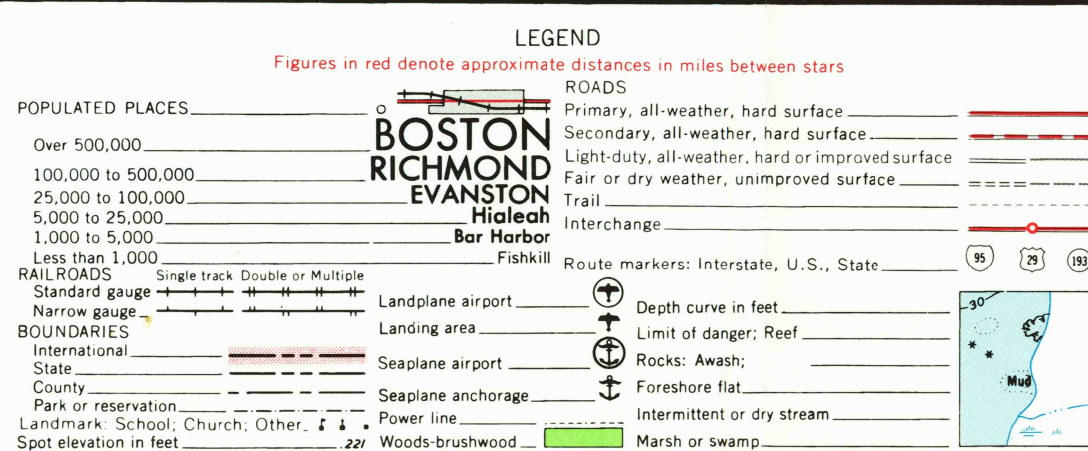 LEGEND
Figures in red denote approximate distances in miles between stars
POPULATED PLACES
Over 500,000 BOSTON
100,000 to 500,000 RICHMOND
25,000 to 100,000 EVANSTON
5,000 to 25,000 Hialeah
1,000 to 5,000 Bar Harbor
Less than 1,000 Fishkill
RAILROADS Single track Double or Multiple
Standard gauge
Narrow gauge
BOUNDARIES
International
State
County
Park or reservation
Landmark: School; Church; Other
Spot elevation in feet .221
Landplane airport
Landing area
Seaplane airport
Seaplane anchorage
Power line
Woods-brushwood
ROADS
Primary, all-weather, hard surface
Secondary, all-weather, hard surface
Light-duty, all-weather, hard or improved surface
Fair or dry weather, unimproved surface
Trail
Interchange
Route markers: Interstate, U.S., State 95 29 193
Depth curve in feet
Limit of danger; Reef
Rocks: Awash;
Foreshore flat
Intermittent or dry stream
Marsh or swamp
30
Mud